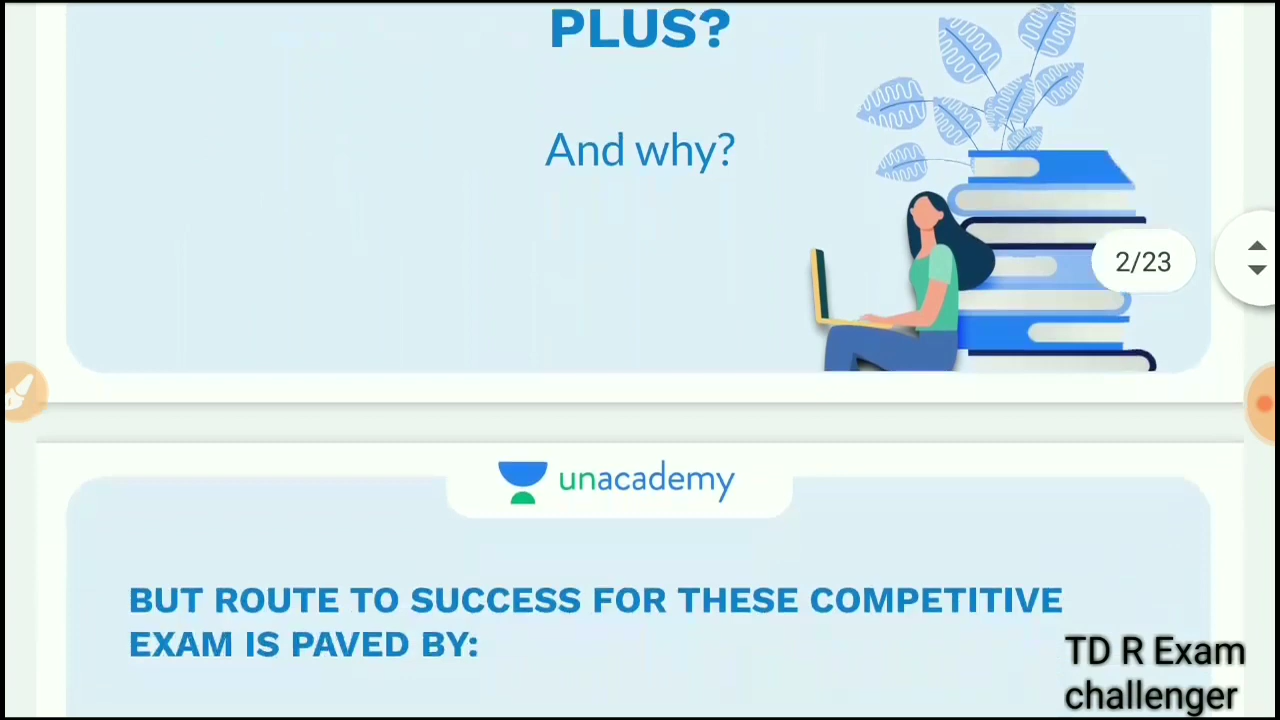 PLUS?
And why?
2/23
unacademy
BUT ROUTE TO SUCCESS FOR THESE COMPETITIVE
EXAM IS PAVED BY:
TD R Exam
challenger